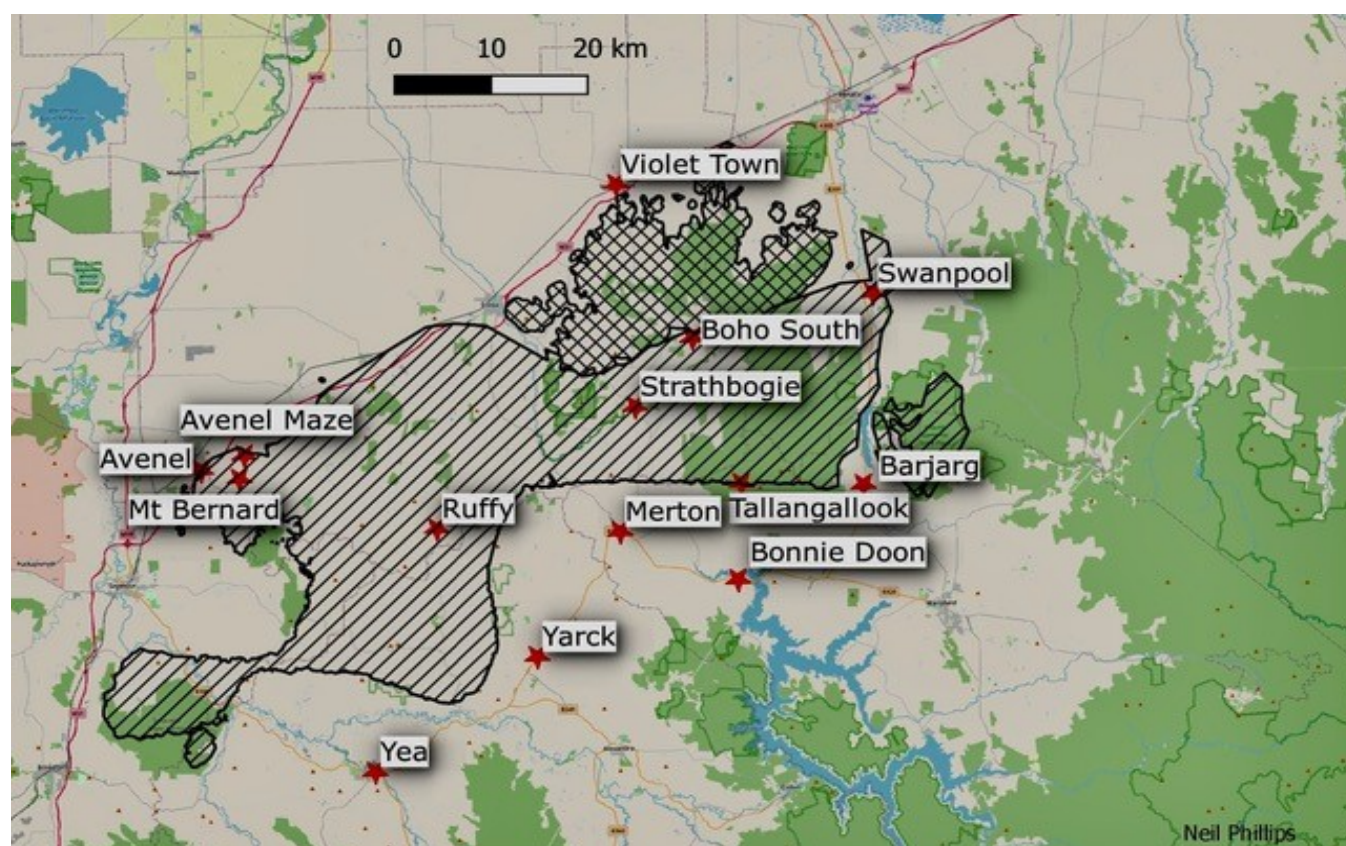 0 10 20 km
Violet Town
Swanpool
Boho South
Strathbogie
Avenel Maze
Avenel
Barjarg
Mt Bernard
Ruffy
Merton
Tallangallook
Bonnie Doon
Yarck
Yea
Neil Phillips